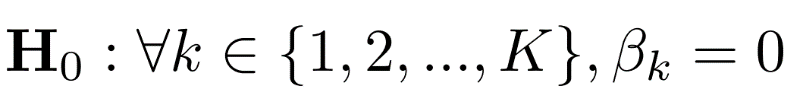 H₀ : ∀k ∈ {1, 2, ..., K}, βₖ = 0